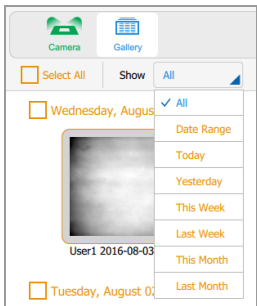 Camera Gallery
Select All Show All
All
Wednesday, Augus
Date Range
Today
Yesterday
This Week
Last Week
User1 2016-08-03
This Month
Last Month
Tuesday, August 02